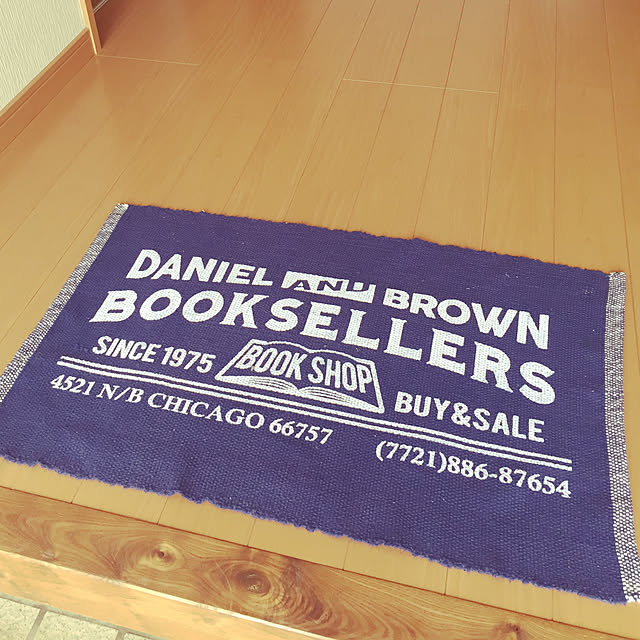 DANIEL AND BROWN
BOOKSELLERS
SINCE 1975 BOOK SHOP BUY&SALE
4521 N/B CHICAGO 66757 (7721)886-87654